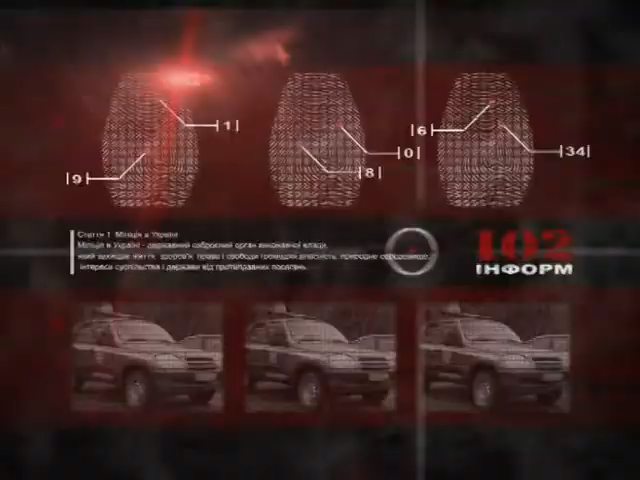 1
6
0
34
9
8
Стаття 1. Міліція в Україні
Міліція в Україні - державний озброєний орган виконавчої влади,
який захищає життя, здоров'я, права і свободи громадян, власність, природне середовище,
інтереси суспільства і держави від протиправних посягань.
102
ІНФОРМ